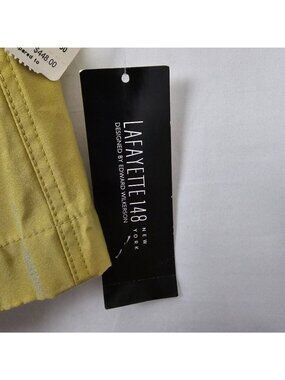 $448.00
LAFAYETTE 148
NEW
YORK
DESIGNED BY EDWARD WILKERSON